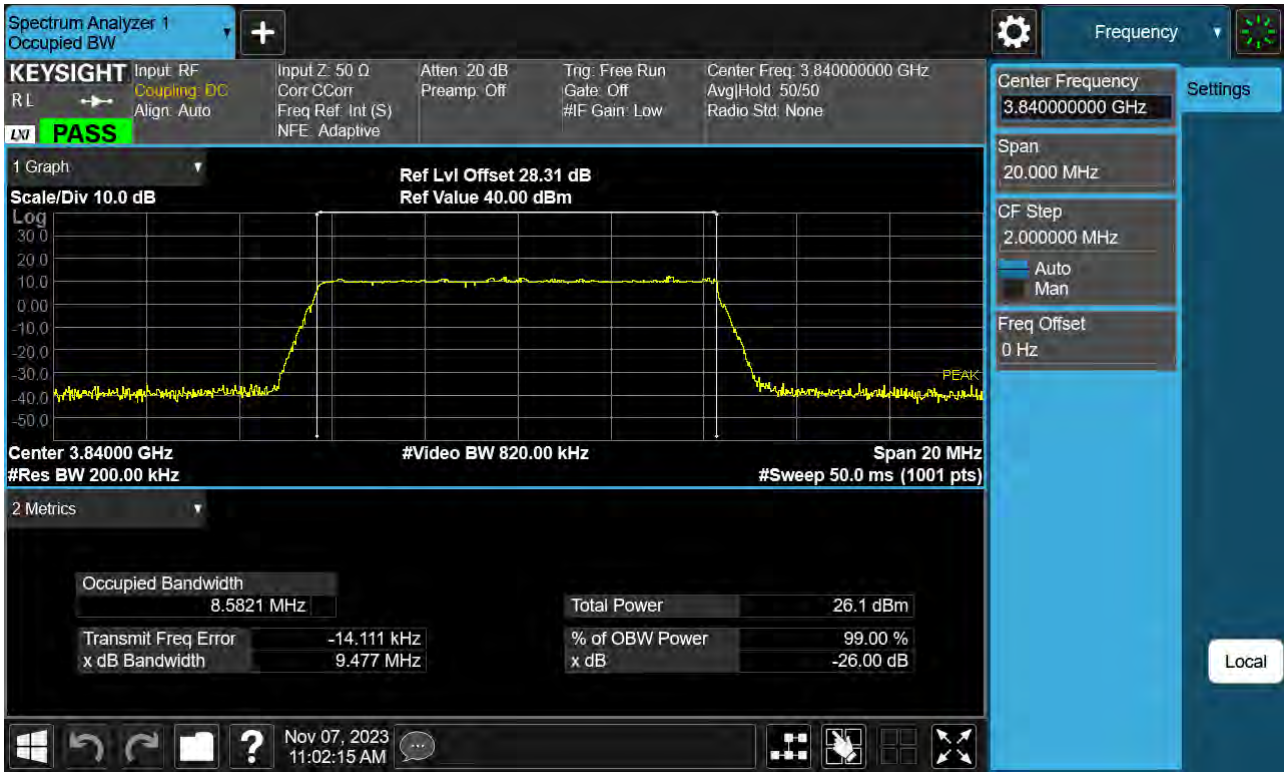 Spectrum Analyzer 1
Occupied BW
+
Frequency
KEYSIGHT
R L
LXI
PASS
Input: RF
Coupling: DC
Align: Auto
Input Z: 50 Ω
Corr CCorr
Freq Ref: Int (S)
NFE: Adaptive
Atten: 20 dB
Preamp: Off
Trig: Free Run
Gate: Off
#IF Gain: Low
Center Freq: 3.840000000 GHz
Avg|Hold: 50/50
Radio Std: None
Center Frequency
3.840000000 GHz
Settings
Span
20.000 MHz
CF Step
2.000000 MHz
Auto
Man
Freq Offset
0 Hz
Local
1 Graph
Scale/Div 10.0 dB
Ref Lvl Offset 28.31 dB
Ref Value 40.00 dBm
Log
30.0
20.0
10.0
0.00
-10.0
-20.0
-30.0
-40.0
-50.0
PEAK
Center 3.84000 GHz
#Video BW 820.00 kHz
Span 20 MHz
#Res BW 200.00 kHz
#Sweep 50.0 ms (1001 pts)
2 Metrics
Occupied Bandwidth
8.5821 MHz
Transmit Freq Error -14.111 kHz
x dB Bandwidth 9.477 MHz
Total Power 26.1 dBm
% of OBW Power 99.00 %
x dB -26.00 dB
?
Nov 07, 2023
11:02:15 AM